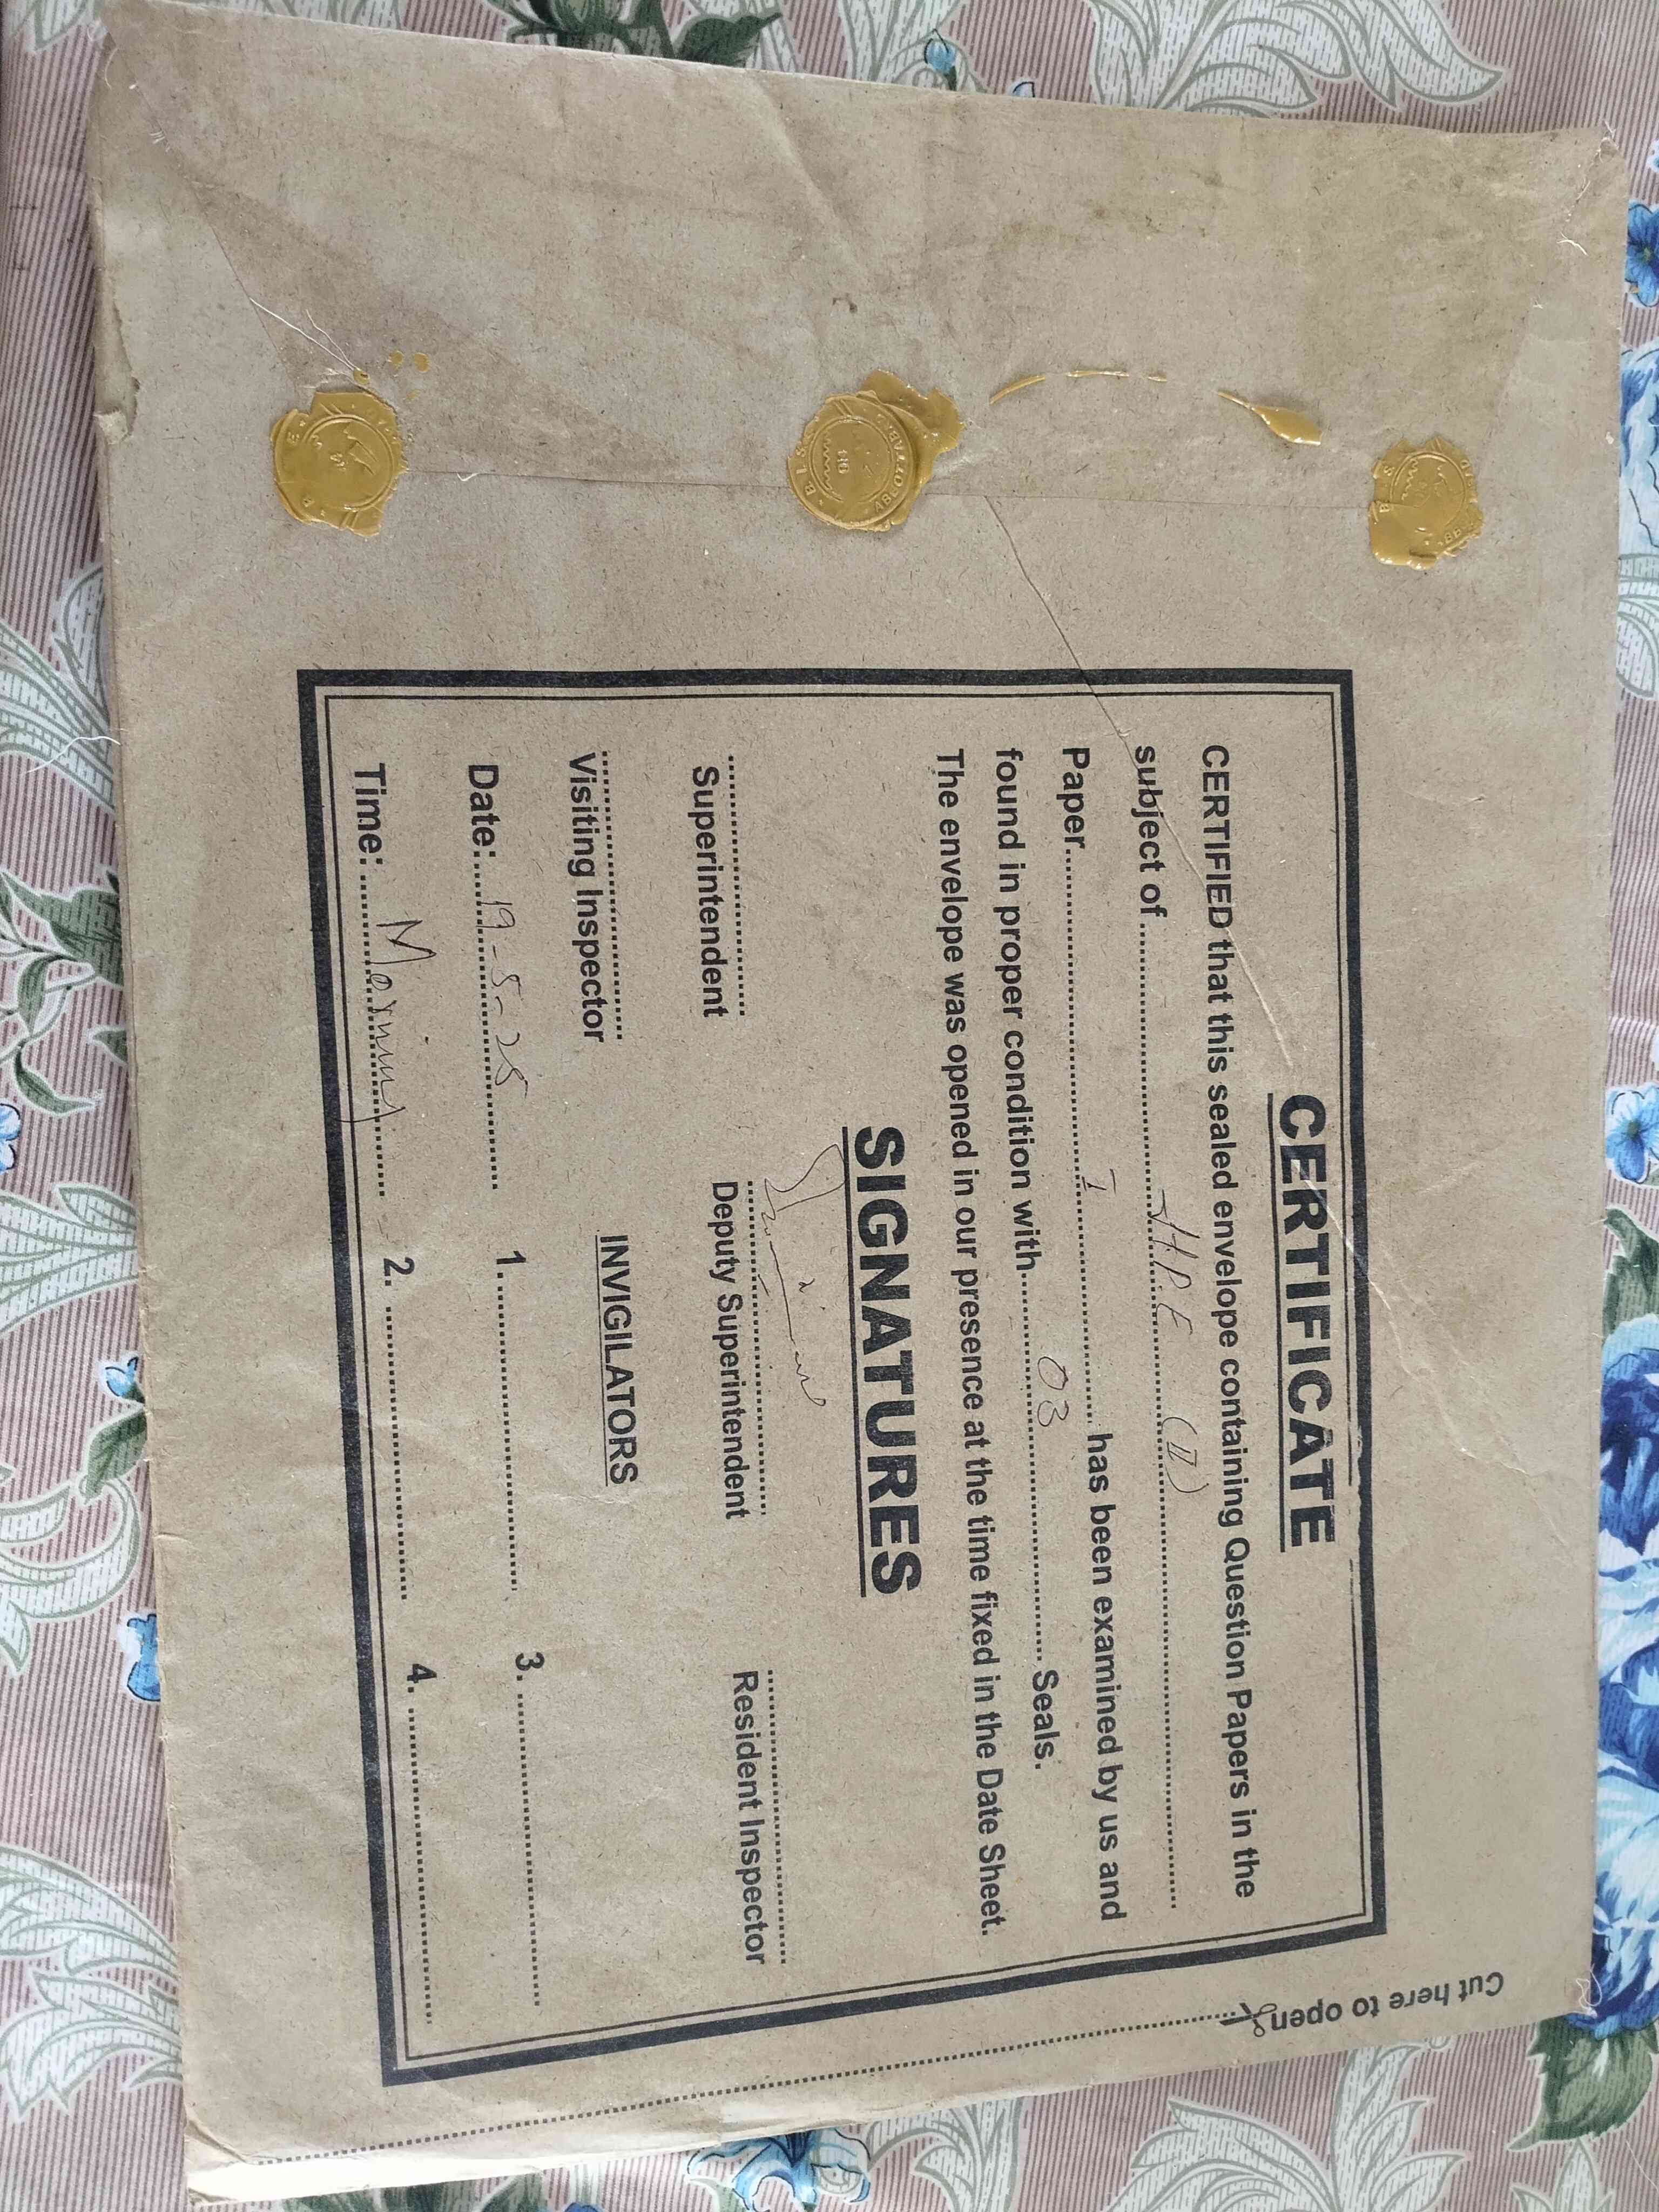 CERTIFICATE
CERTIFIED that this sealed envelope containing Question Papers in the
subject of.......... HPE (II) ..........
Paper.......... I .......... has been examined by us and
found in proper condition with.......... 03 .......... Seals.
The envelope was opened in our presence at the time fixed in the Date Sheet.
SIGNATURES
Superintendent Deputy Superintendent Resident Inspector
Visiting Inspector INVIGILATORS
Date: 19-5-25 1. .......... 3. ..........
Time: Morning 2. .......... 4. ..........
Cut here to open